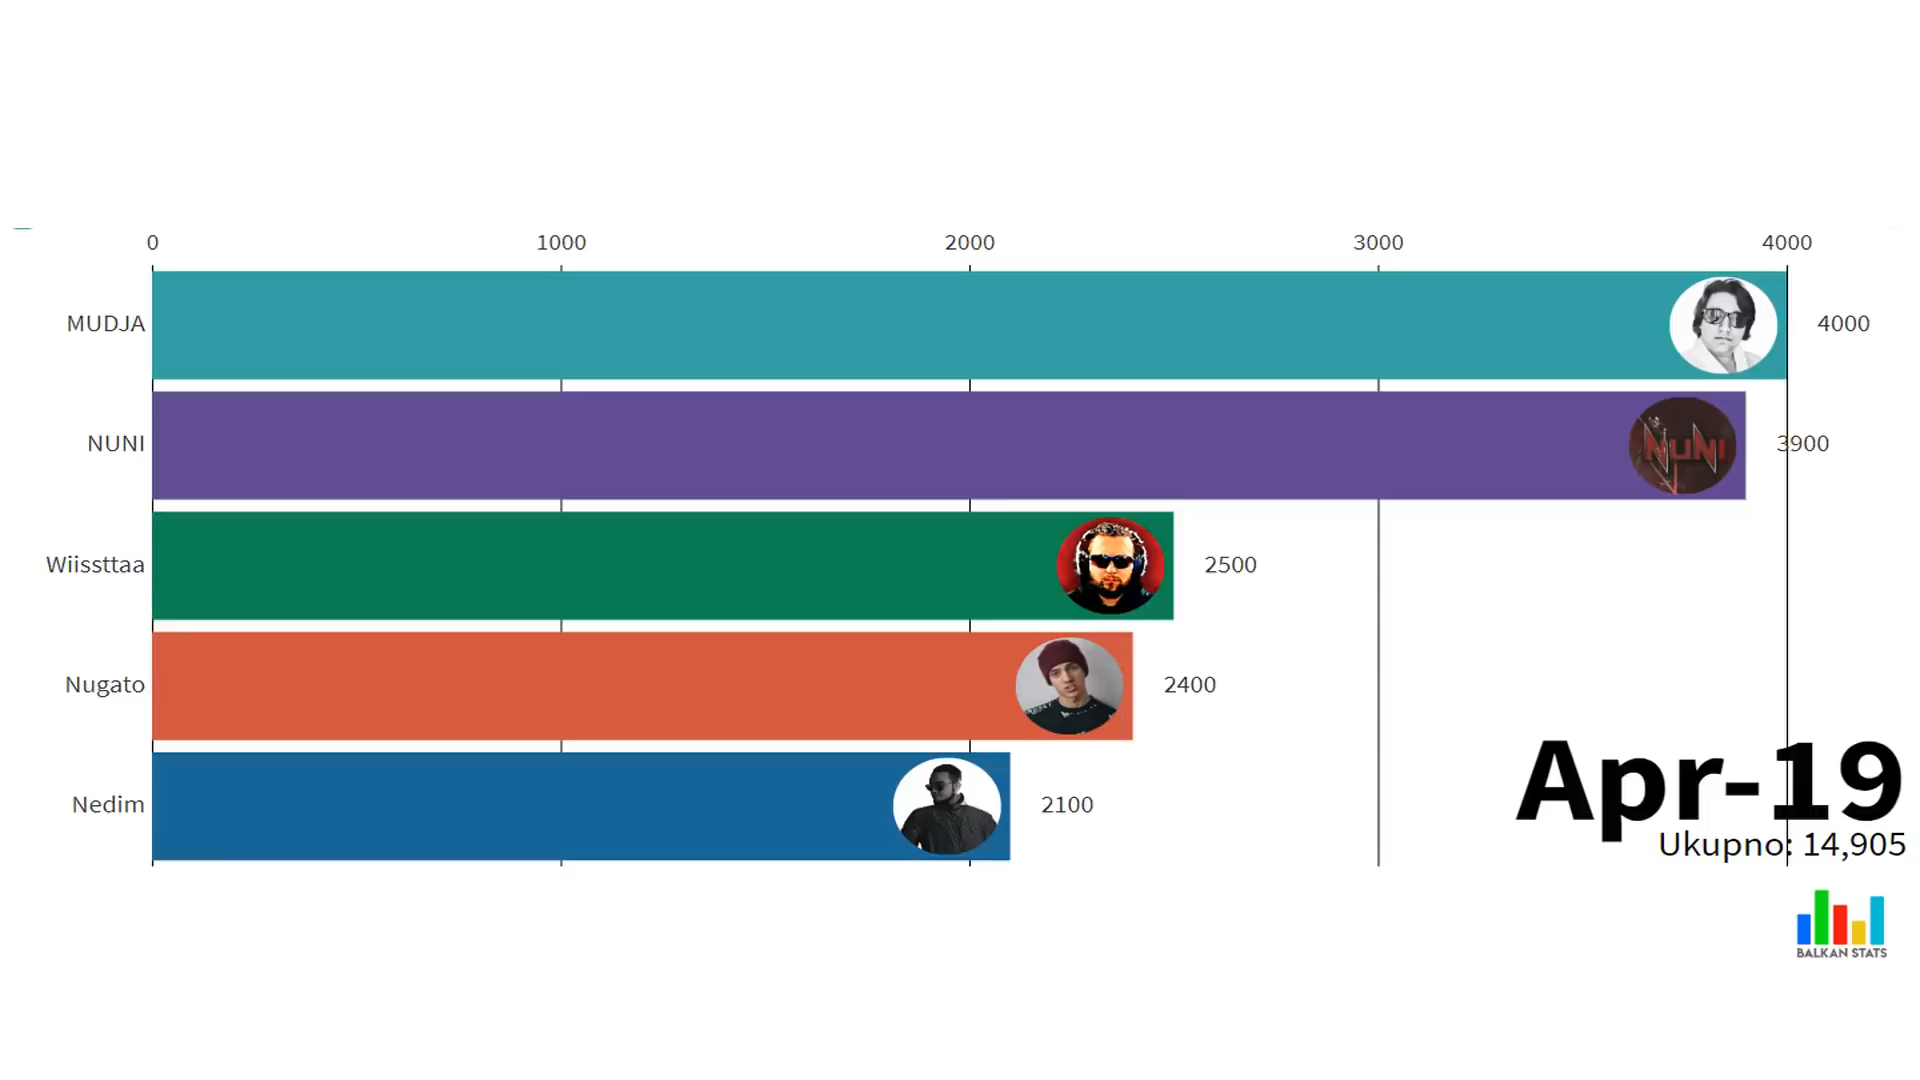 0 1000 2000 3000 4000
MUDJA 4000
NUNI NUNI 3900
Wiissttaa 2500
Nugato 2400
Nedim 2100
Apr-19
Ukupno: 14,905
BALKAN STATS